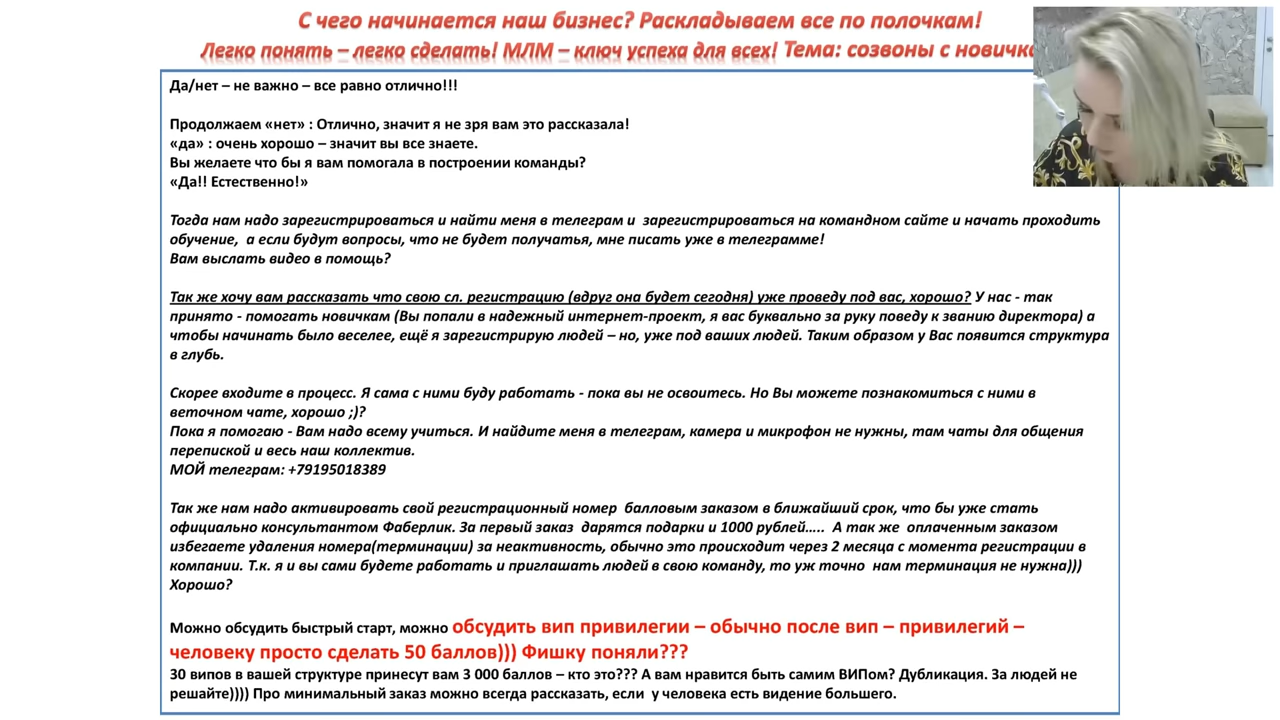 С чего начинается наш бизнес? Раскладываем все по полочкам!
Легко понять – легко сделать! МЛМ – ключ успеха для всех! Тема: созвоны с
Да/нет – не важно – все равно отлично!!!
Продолжаем «нет» : Отлично, значит я не зря вам это рассказала!
«да» : очень хорошо – значит вы все знаете.
Вы желаете что бы я вам помогала в построении команды?
«Да!! Естественно!»
Тогда нам надо зарегистрироваться и найти меня в телеграм и  зарегистрироваться на командном сайте и начать проходить
обучение,  а если будут вопросы, что не будет получатья, мне писать уже в телеграмме!
Вам выслать видео в помощь?
Так же хочу вам рассказать что свою сл. регистрацию (вдруг она будет сегодня) уже проведу под вас, хорошо? У нас - так
принято - помогать новичкам (Вы попали в надежный интернет-проект, я вас буквально за руку поведу к званию директора) а
чтобы начинать было веселее, ещё я зарегистрирую людей – но, уже под ваших людей. Таким образом у Вас появится структура
в глубь.
Скорее входите в процесс. Я сама с ними буду работать - пока вы не освоитесь. Но Вы можете познакомиться с ними в
веточном чате, хорошо ;)?
Пока я помогаю - Вам надо всему учиться. И найдите меня в телеграм, камера и микрофон не нужны, там чаты для общения
перепиской и весь наш коллектив.
МОЙ телеграм: +79195018389
Так же нам надо активировать свой регистрационный номер  балловым заказом в ближайший срок, что бы уже стать
официально консультантом Фаберлик. За первый заказ  дарятся подарки и 1000 рублей…..  А так же  оплаченным заказом
избегаете удаления номера(терминации) за неактивность, обычно это происходит через 2 месяца с момента регистрации в
компании. Т.к. я и вы сами будете работать и приглашать людей в свою команду, то уж точно  нам терминация не нужна)))
Хорошо?
Можно обсудить быстрый старт, можно обсудить вип привилегии – обычно после вип – привилегий –
человеку просто сделать 50 баллов))) Фишку поняли???
30 випов в вашей структуре принесут вам 3 000 баллов – кто это??? А вам нравится быть самим ВИПом? Дубликация. За людей не
решайте)))) Про минимальный заказ можно всегда рассказать, если  у человека есть видение большего.